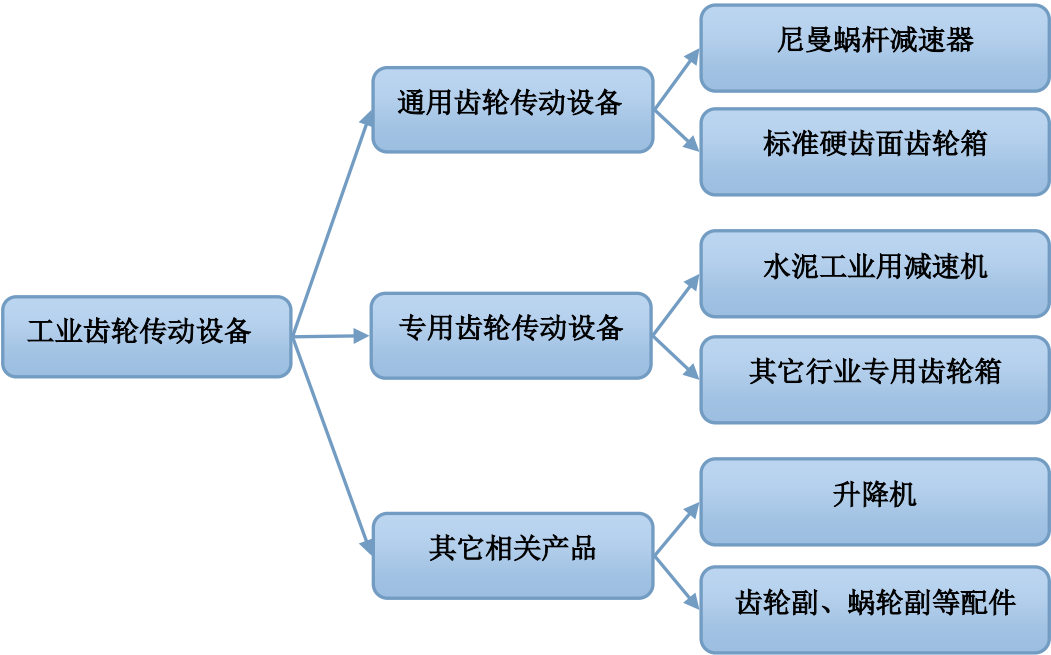 工业齿轮传动设备
通用齿轮传动设备
尼曼蜗杆减速器
标准硬齿面齿轮箱
专用齿轮传动设备
水泥工业用减速机
其它行业专用齿轮箱
其它相关产品
升降机
齿轮副、蜗轮副等配件